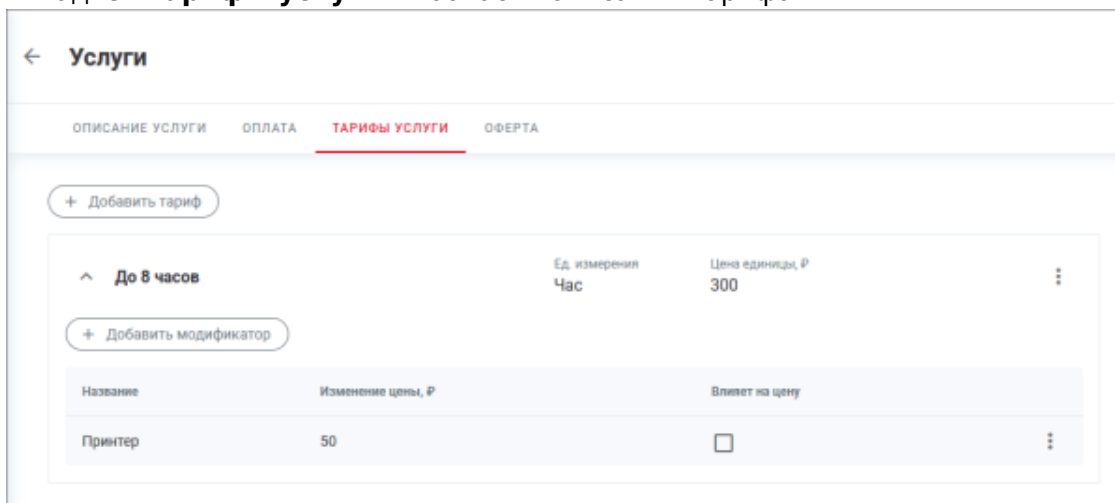 Услуги
ОПИСАНИЕ УСЛУГИ ОПЛАТА ТАРИФЫ УСЛУГИ ОФЕРТА
+ Добавить тариф
До 8 часов
Ед. измерения Цена единицы, ₽
Час 300
+ Добавить модификатор
Название Изменение цены, ₽ Влияет на цену
Принтер 50